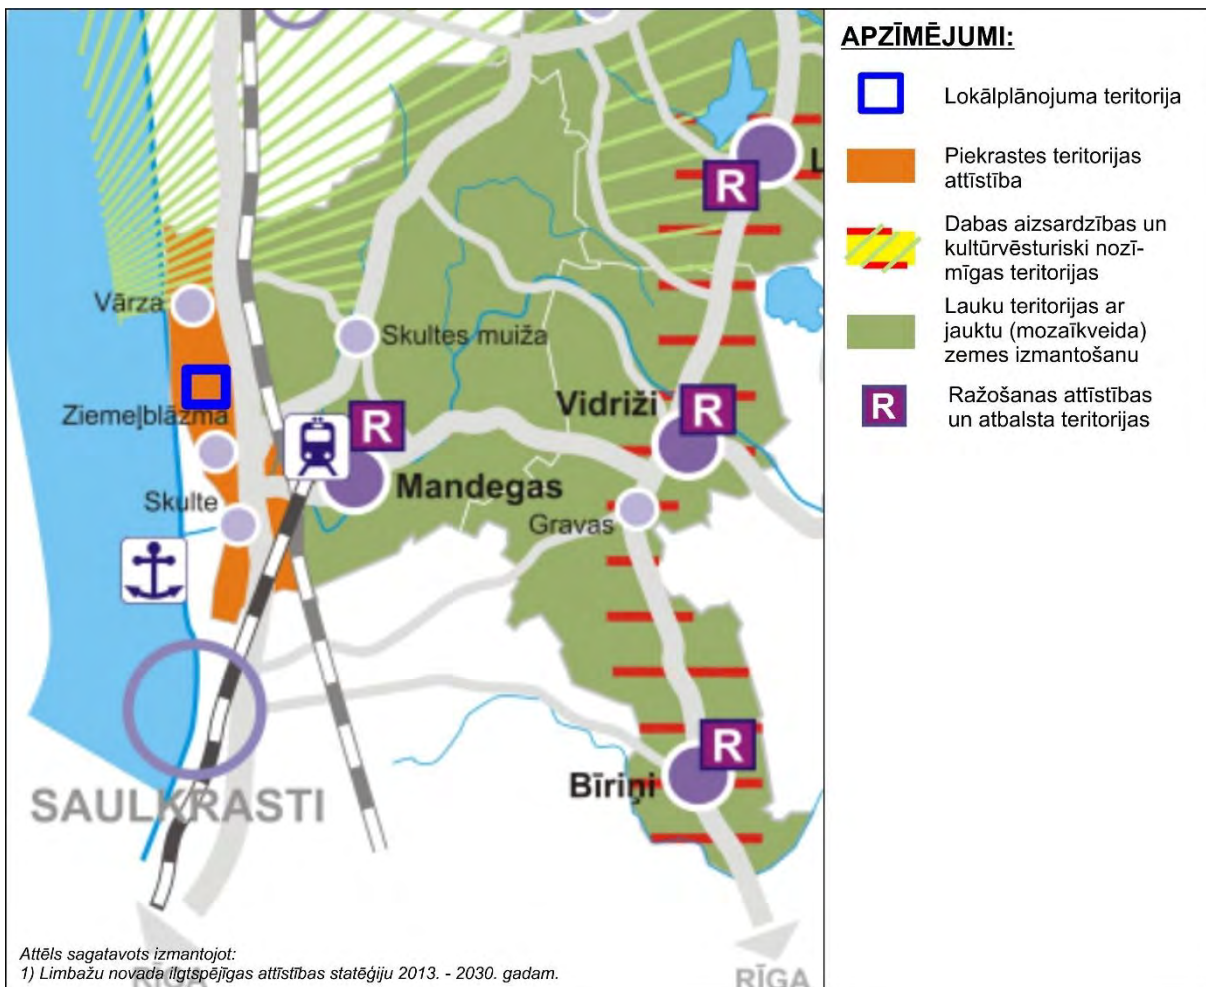 APZĪMĒJUMI:
Lokālplānojuma teritorija
Piekrastes teritorijas
attīstība
Dabas aizsardzības un
kultūrvēsturiski nozī-
mīgas teritorijas
Lauku teritorijas ar
jauktu (mozaīkveida)
zemes izmantošanu
R
Ražošanas attīstības
un atbalsta teritorijas
L
R
Vārza
Skultes muiža
Vidriži
R
Ziemeļblāzma
R
Mandegas
Skulte
Gravas
R
Bīriņi
SAULKRASTI
Attēls sagatavots izmantojot:
1) Limbažu novada ilgtspējīgas attīstības statēģiju 2013. - 2030. gadam.
RĪGA
RĪGA